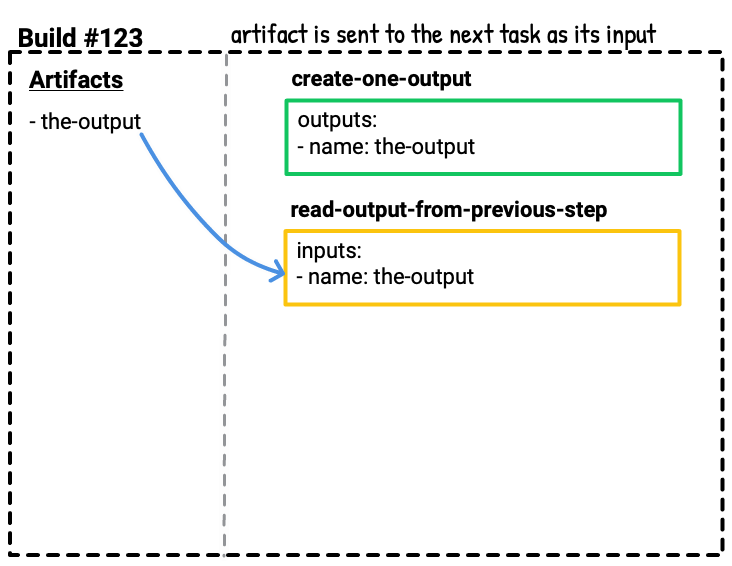 Build #123
artifact is sent to the next task as its input
Artifacts
- the-output
create-one-output
outputs:
- name: the-output
read-output-from-previous-step
inputs:
- name: the-output